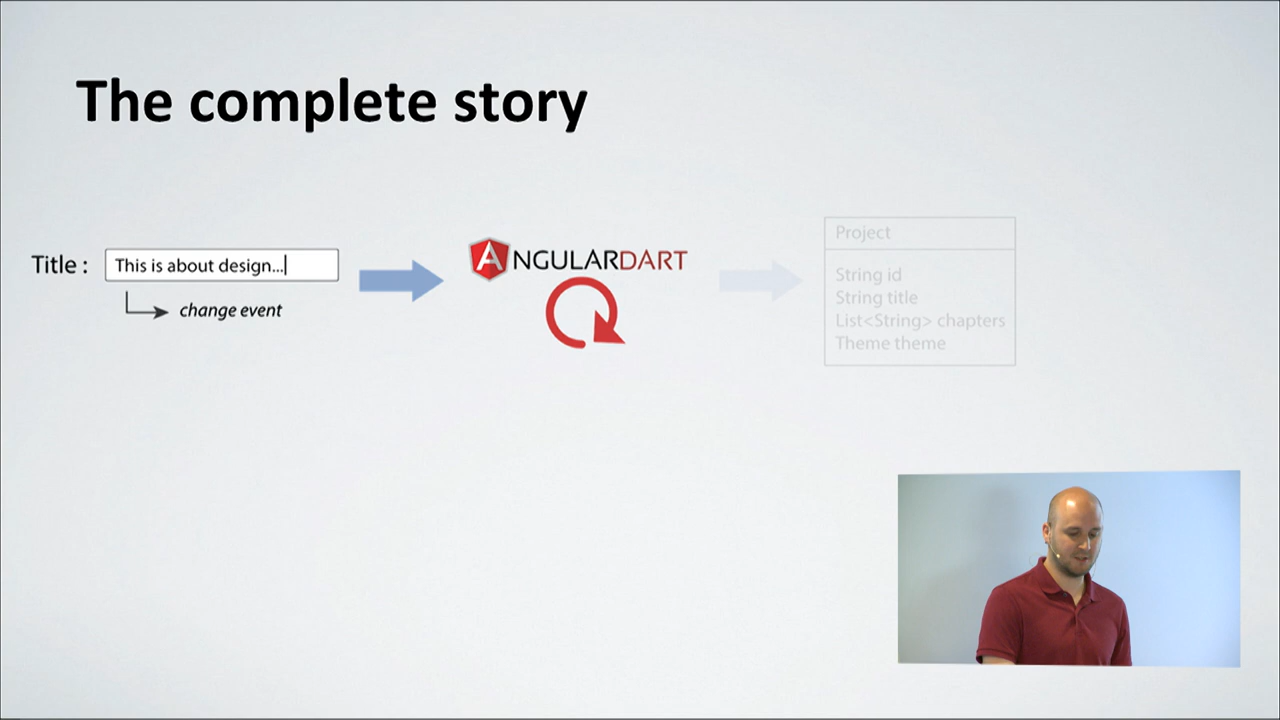 The complete story
Title :
This is about design...
change event
ANGULARDART
Project
String id
String title
List<String> chapters
Theme theme